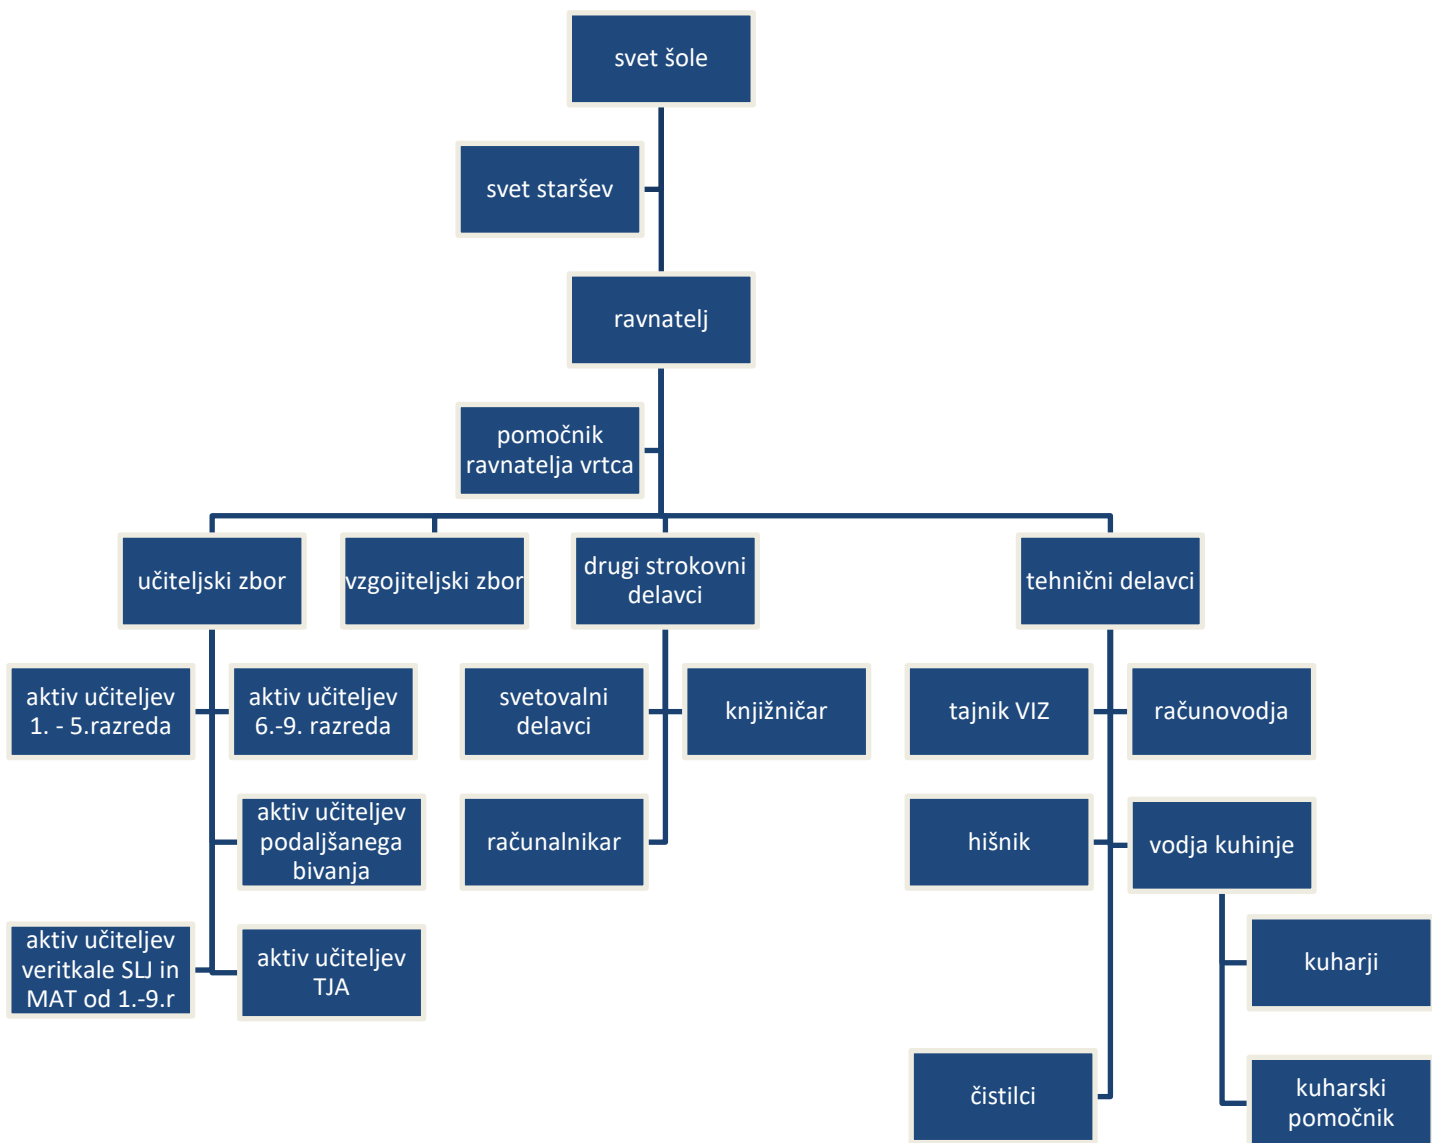 svet šole
svet staršev
ravnatelj
pomočnik
ravnatelja vrtca
učiteljski zbor
vzgojiteljski zbor
drugi strokovni
delavci
tehnični delavci
aktiv učiteljev
1. - 5.razreda
aktiv učiteljev
6.-9. razreda
svetovalni
delavci
knjižničar
tajnik VIZ
računovodja
aktiv učiteljev
podaljšanega
bivanja
računalnikar
hišnik
vodja kuhinje
aktiv učiteljev
veritkale SLJ in
MAT od 1.-9.r
aktiv učiteljev
TJA
kuharji
čistilci
kuharski
pomočnik